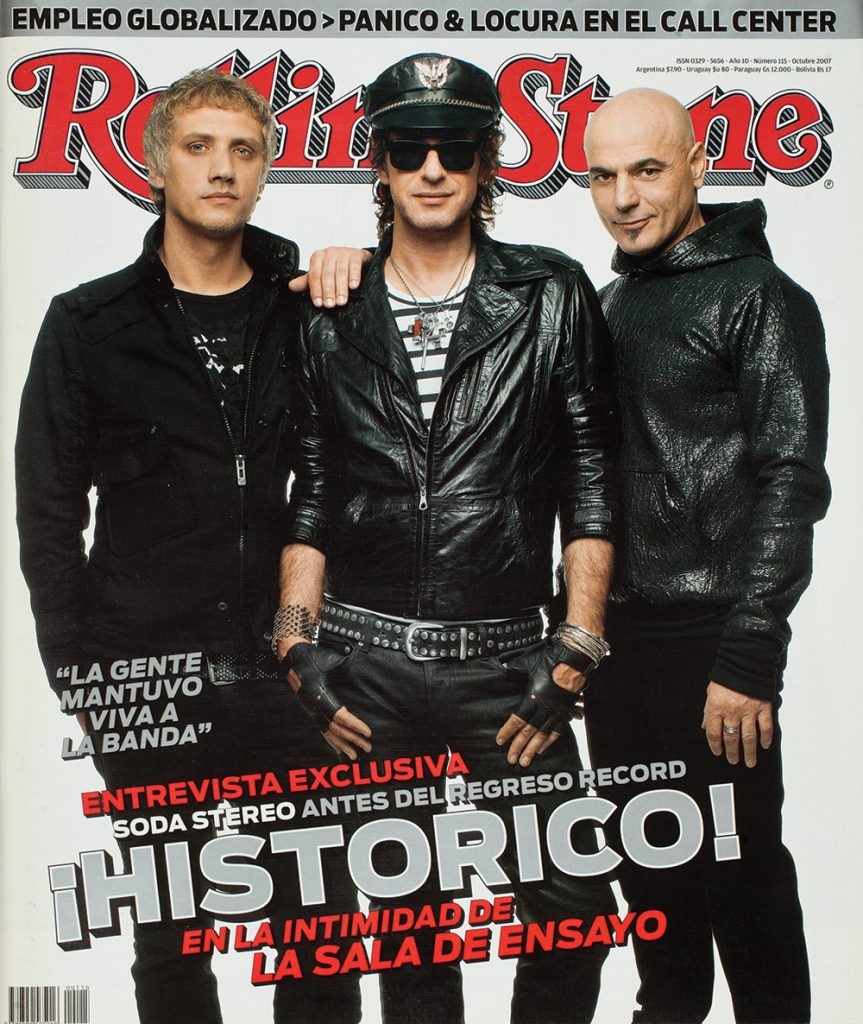 EMPLEO GLOBALIZADO > PANICO & LOCURA EN EL CALL CENTER
Rolling Stone
®
ISSN 0329 - 5656 - Año 10 - Número 115 - Octubre 2007
Argentina $7.90 - Uruguay $u 80 - Paraguay Gs 12.000 - Bolivia Bs 17
“LA GENTE
MANTUVO
VIVA A
LA BANDA”
ENTREVISTA EXCLUSIVA
SODA STEREO ANTES DEL REGRESO RECORD
¡HISTORICO!
EN LA INTIMIDAD DE
LA SALA DE ENSAYO
00115